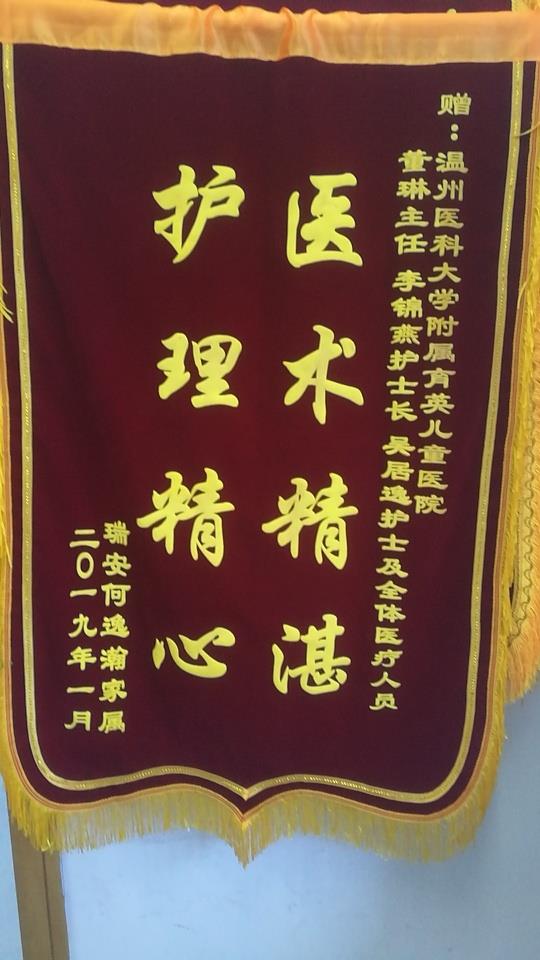 赠：温州医科大学附属育英儿童医院
董琳主任 李锦燕护士长 吴居逸护士及全体医疗人员
医术精湛
护理精心
瑞安何逸瀚家属
二〇一九年一月